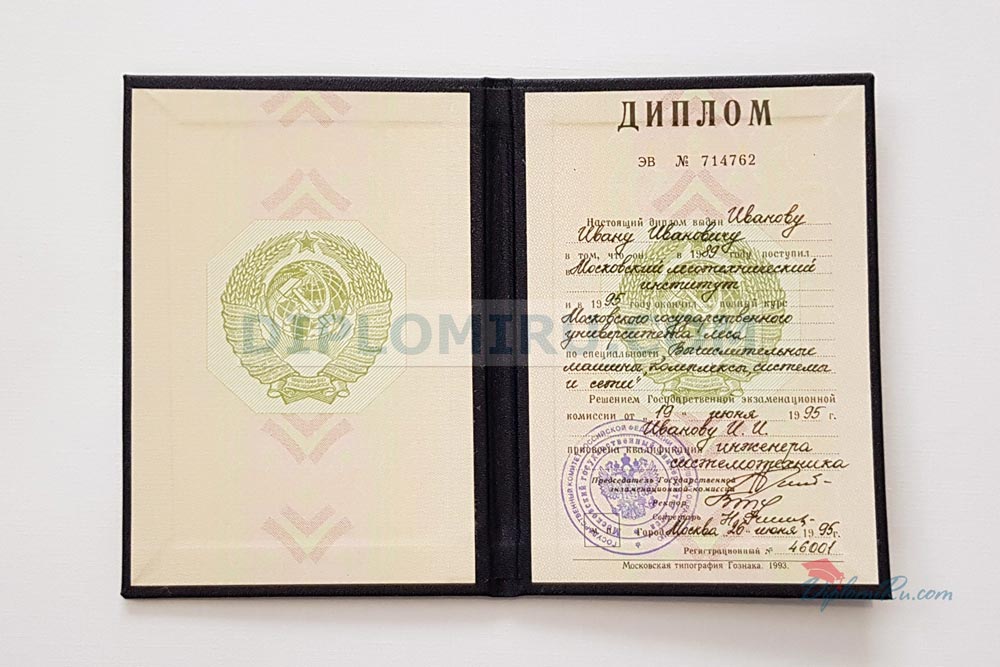 ДИПЛОМ
ЭВ № 714762
Настоящий диплом выдан Иванову
Ивану Ивановичу
в том, что он в 1989 году поступил
в Московский лесотехнический
институт
и в 1995 году окончил полный курс
Московского государственного
университета леса
по специальности „Вычислительные
машины, комплексы, системы
и сети"
Решением Государственной экзаменационной
комиссии от "19" июня 1995 г.
Иванову И. И.
присвоена квалификация инженера
системотехника
Председатель Государственной
экзаменационной комиссии
Ректор
Секретарь
Город Москва 26 июня 1995 г.
Регистрационный № 46001
Московская типография Гознака. 1993.
DiplomiRu.com